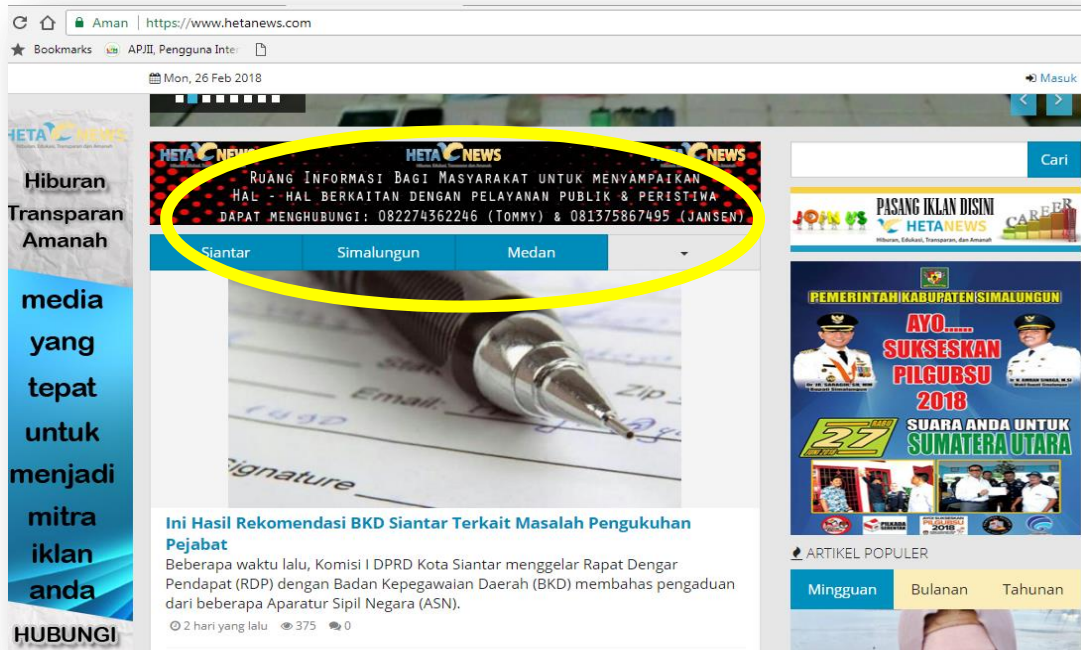 Aman | https://www.hetanews.com
Bookmarks APJII, Pengguna Inter
Mon, 26 Feb 2018 Masuk
HETA NEWS
Hiburan
Transparan
Amanah
media
yang
tepat
untuk
menjadi
mitra
iklan
anda
HUBUNGI
HETA NEWS HETA NEWS HETA NEWS
RUANG INFORMASI BAGI MASYARAKAT UNTUK MENYAMPAIKAN
HAL - HAL BERKAITAN DENGAN PELAYANAN PUBLIK & PERISTIWA
DAPAT MENGHUBUNGI: 082274362246 (TOMMY) & 081375867495 (JANSEN)
Siantar Simalungun Medan
Email:
Zip
Signature
Ini Hasil Rekomendasi BKD Siantar Terkait Masalah Pengukuhan
Pejabat
Beberapa waktu lalu, Komisi I DPRD Kota Siantar menggelar Rapat Dengar
Pendapat (RDP) dengan Badan Kepegawaian Daerah (BKD) membahas pengaduan
dari beberapa Aparatur Sipil Negara (ASN).
2 hari yang lalu 375 0
Cari
JOIN US PASANG IKLAN DISINI CAREER
HETANEWS
Hiburan, Edukasi, Transparan, dan Amanah
PEMERINTAH KABUPATEN SIMALUNGUN
AYO......
SUKSESKAN
PILGUBSU
2018
27 SUARA ANDA UNTUK
SUMATERA UTARA
ARTIKEL POPULER
Mingguan Bulanan Tahunan